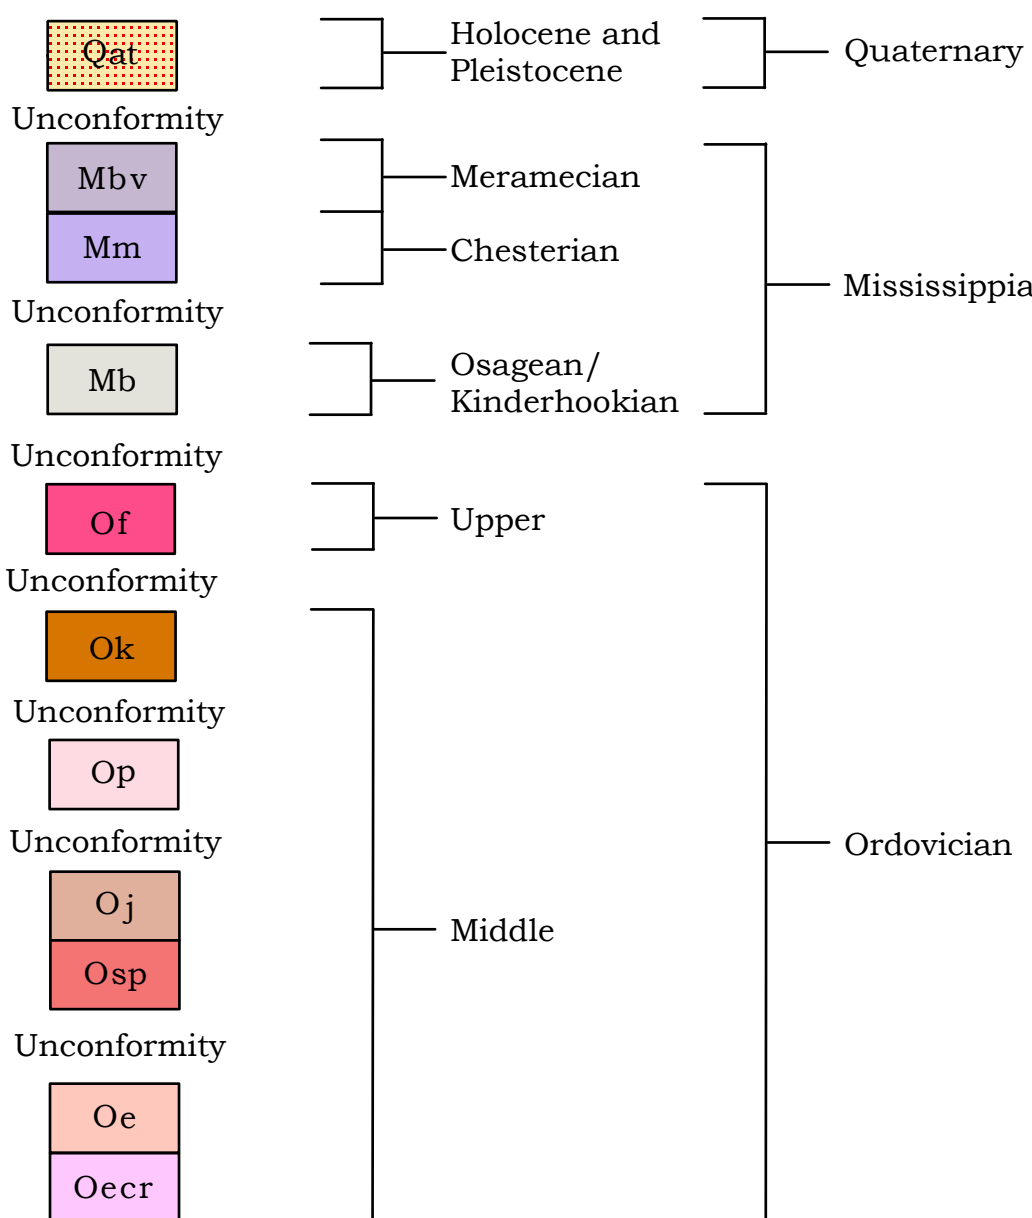 Qat
Holocene and
Pleistocene
Quaternary
Unconformity
Mbv
Meramecian
Mm
Chesterian
Mississippia
Unconformity
Mb
Osagean/
Kinderhookian
Unconformity
Of
Upper
Unconformity
Ok
Unconformity
Op
Unconformity
Ordovician
Oj
Middle
Osp
Unconformity
Oe
Oecr